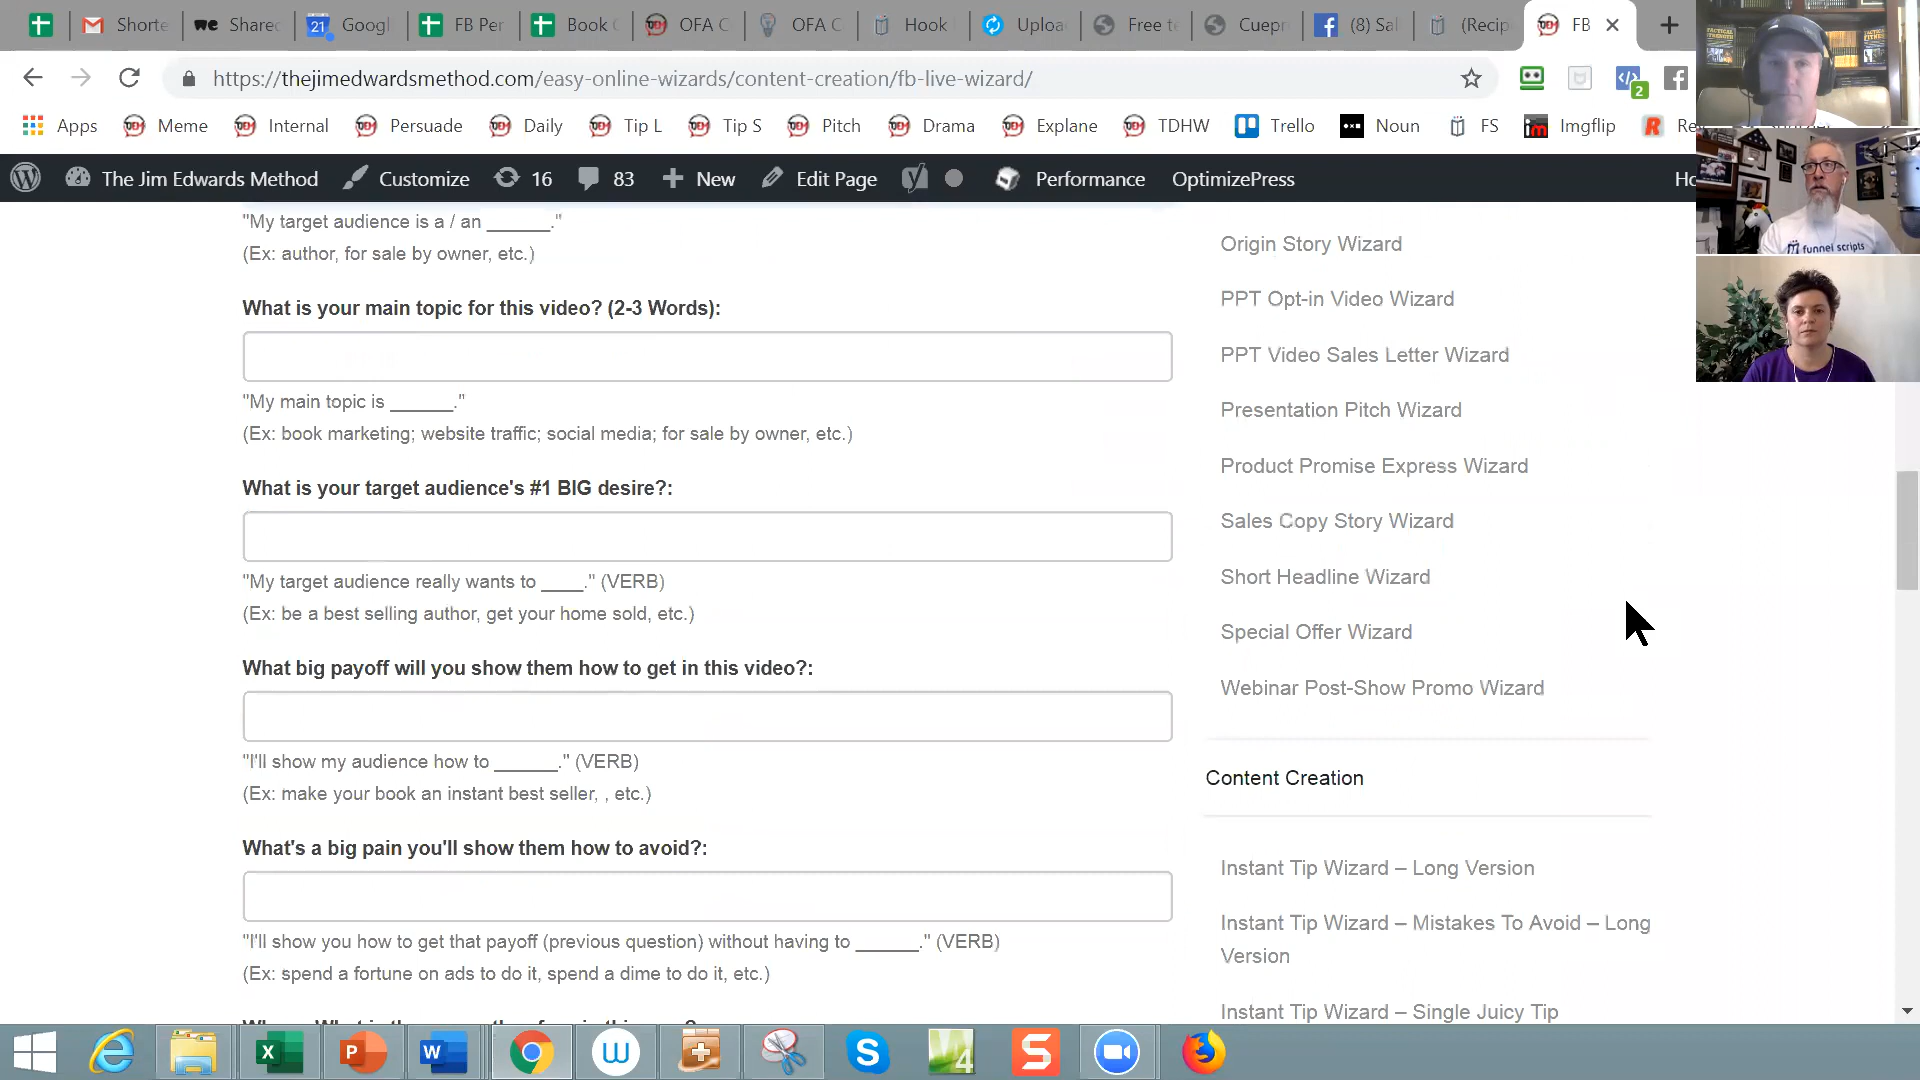 Shorte
Shared
21
Googl
FB Per
Book
OFA C
OFA C
Hook
Uploa
Free te
Cuepr
(8) Sal
(Recip
FB
https://thejimedwardsmethod.com/easy-online-wizards/content-creation/fb-live-wizard/
2
Apps
Meme
Internal
Persuade
Daily
Tip L
Tip S
Pitch
Drama
Explane
TDHW
Trello
Noun
FS
Imgflip
The Jim Edwards Method
Customize
16
83
New
Edit Page
Performance
OptimizePress
funnel scripts
"My target audience is a / an ______."
(Ex: author, for sale by owner, etc.)
What is your main topic for this video? (2-3 Words):
"My main topic is ______."
(Ex: book marketing; website traffic; social media; for sale by owner, etc.)
What is your target audience's #1 BIG desire?:
"My target audience really wants to ____." (VERB)
(Ex: be a best selling author, get your home sold, etc.)
What big payoff will you show them how to get in this video?:
"I'll show my audience how to ______." (VERB)
(Ex: make your book an instant best seller, , etc.)
What's a big pain you'll show them how to avoid?:
"I'll show you how to get that payoff (previous question) without having to ______." (VERB)
(Ex: spend a fortune on ads to do it, spend a dime to do it, etc.)
Origin Story Wizard
PPT Opt-in Video Wizard
PPT Video Sales Letter Wizard
Presentation Pitch Wizard
Product Promise Express Wizard
Sales Copy Story Wizard
Short Headline Wizard
Special Offer Wizard
Webinar Post-Show Promo Wizard
Content Creation
Instant Tip Wizard – Long Version
Instant Tip Wizard – Mistakes To Avoid – Long
Version
Instant Tip Wizard – Single Juicy Tip